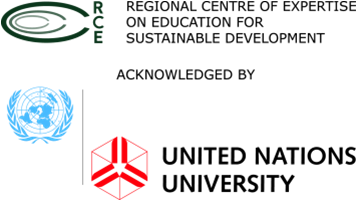 RCE
REGIONAL CENTRE OF EXPERTISE
ON EDUCATION FOR
SUSTAINABLE DEVELOPMENT
ACKNOWLEDGED BY
UNITED NATIONS
UNIVERSITY